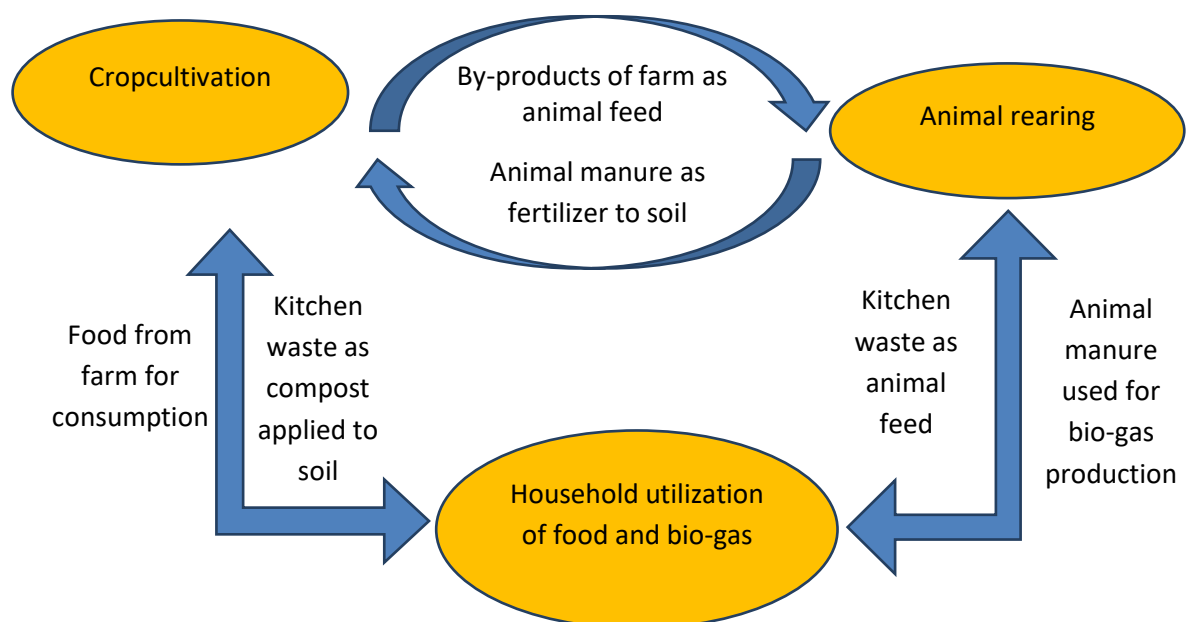 Cropcultivation
By-products of farm as
animal feed
Animal rearing
Animal manure as
fertilizer to soil
Food from
farm for
consumption
Kitchen
waste as
compost
applied to
soil
Kitchen
waste as
animal
feed
Animal
manure
used for
bio-gas
production
Household utilization
of food and bio-gas